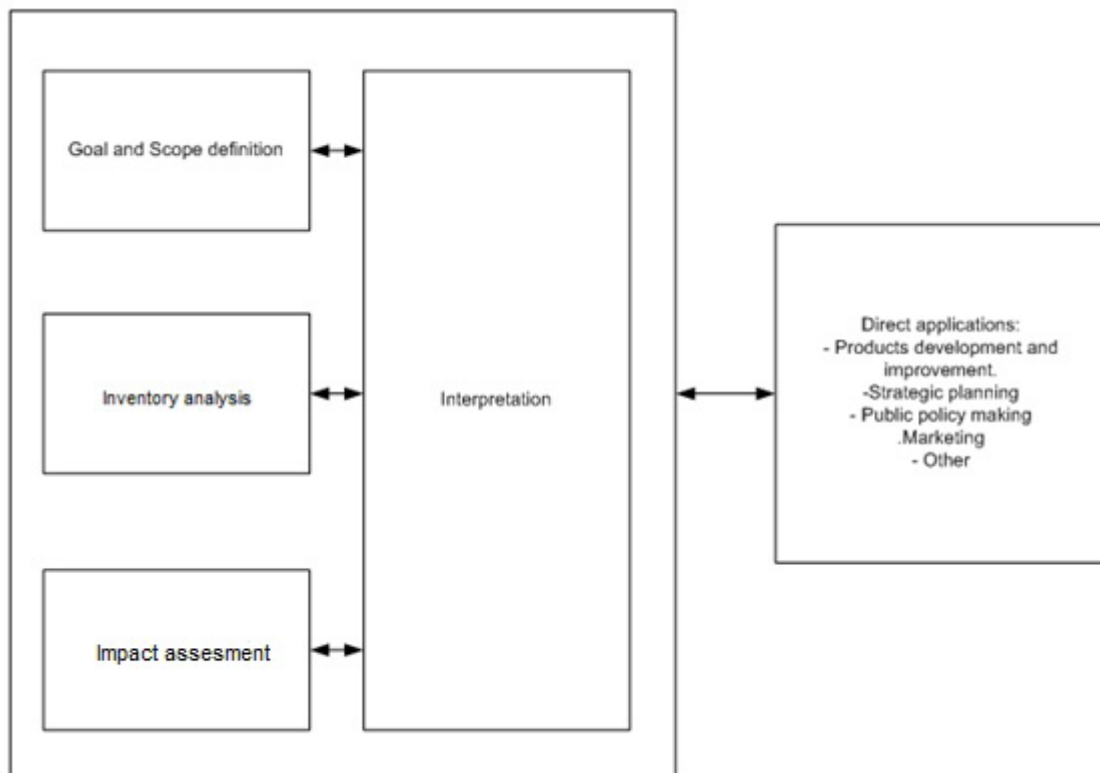 Goal and Scope definition
Inventory analysis
Impact assesment
Interpretation
Direct applications:
- Products development and
improvement.
-Strategic planning
- Public policy making
.Marketing
- Other